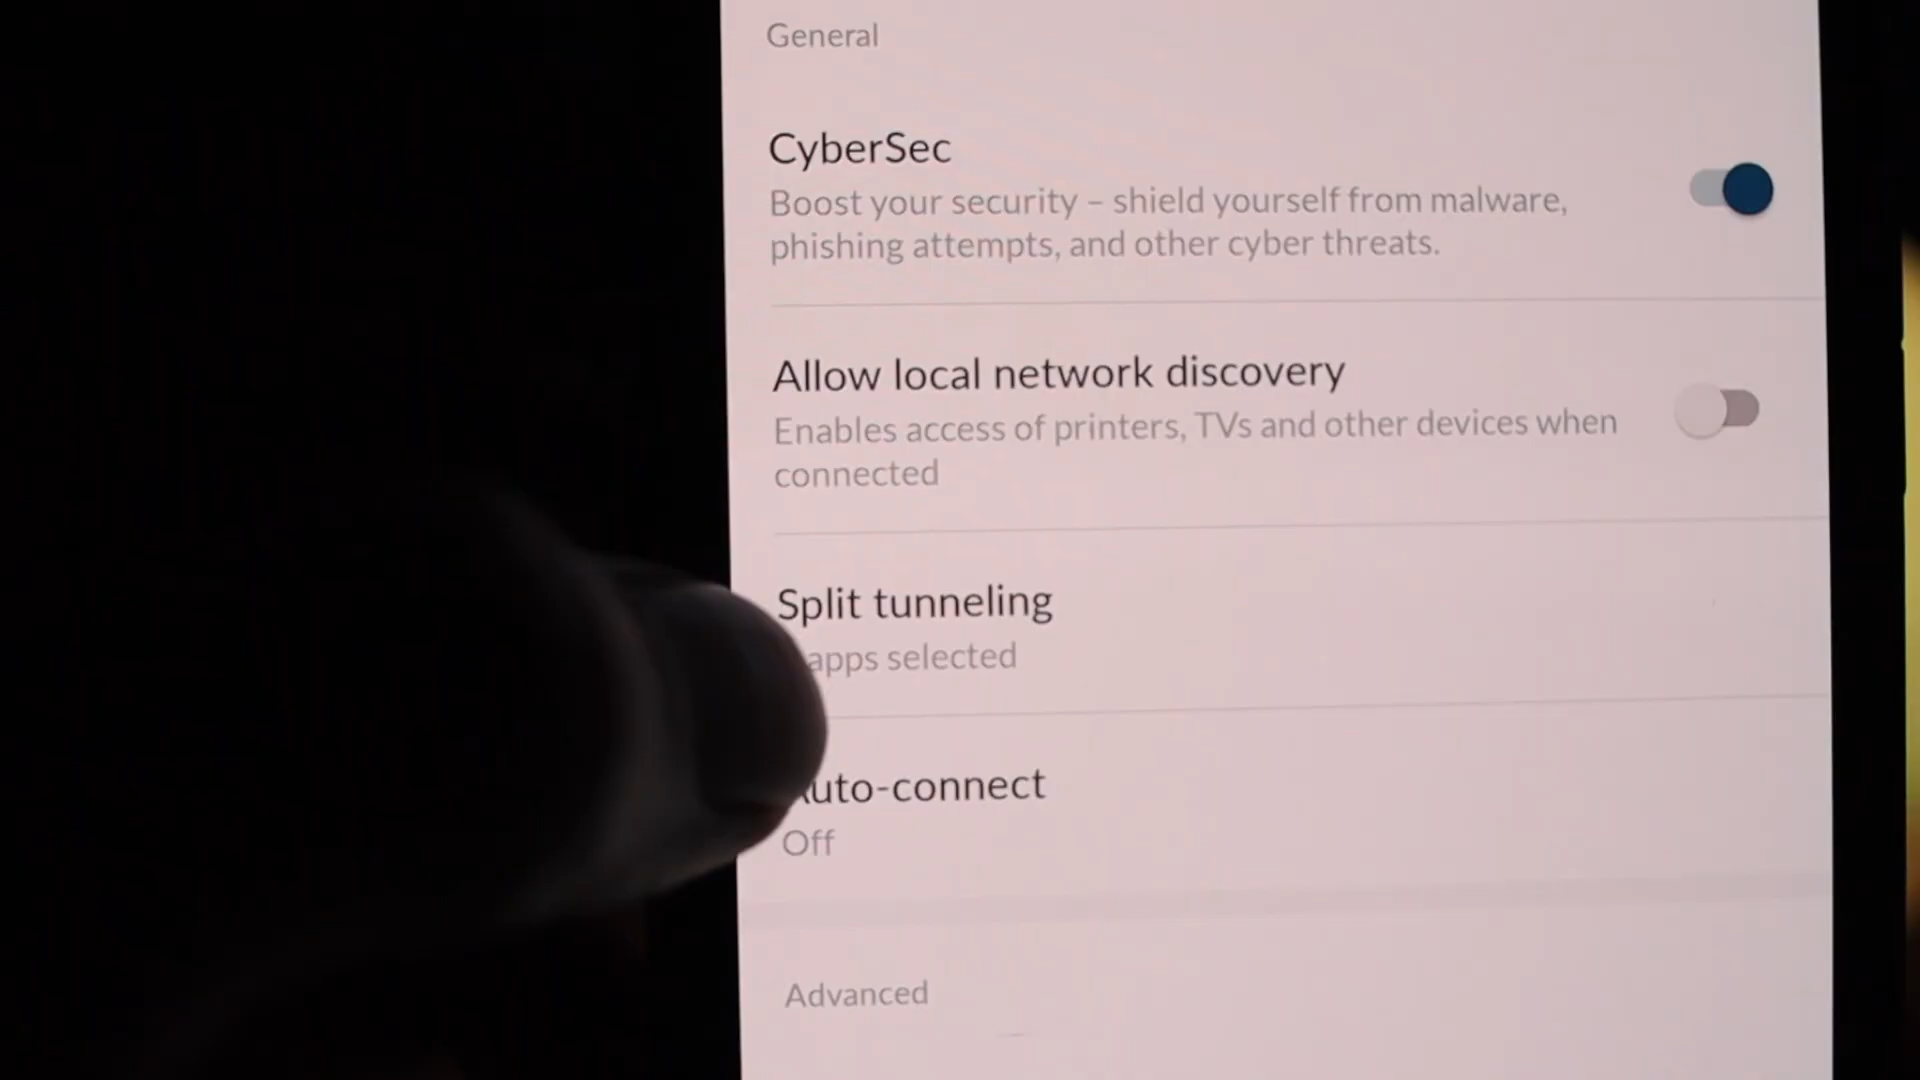 General
CyberSec
Boost your security – shield yourself from malware,
phishing attempts, and other cyber threats.
Allow local network discovery
Enables access of printers, TVs and other devices when
connected
Split tunneling
apps selected
Auto-connect
Off
Advanced